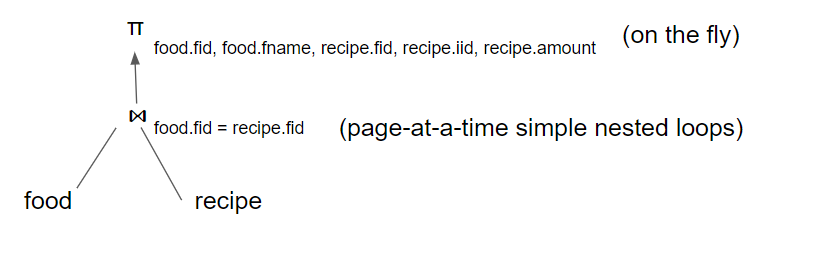 π
food.fid, food.fname, recipe.fid, recipe.iid, recipe.amount (on the fly)
⋈
food.fid = recipe.fid (page-at-a-time simple nested loops)
food recipe